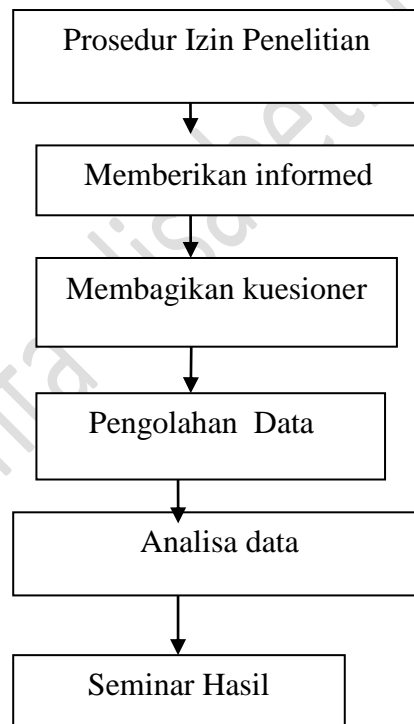 Prosedur Izin Penelitian
Memberikan informed
Membagikan kuesioner
Pengolahan Data
Analisa data
Seminar Hasil